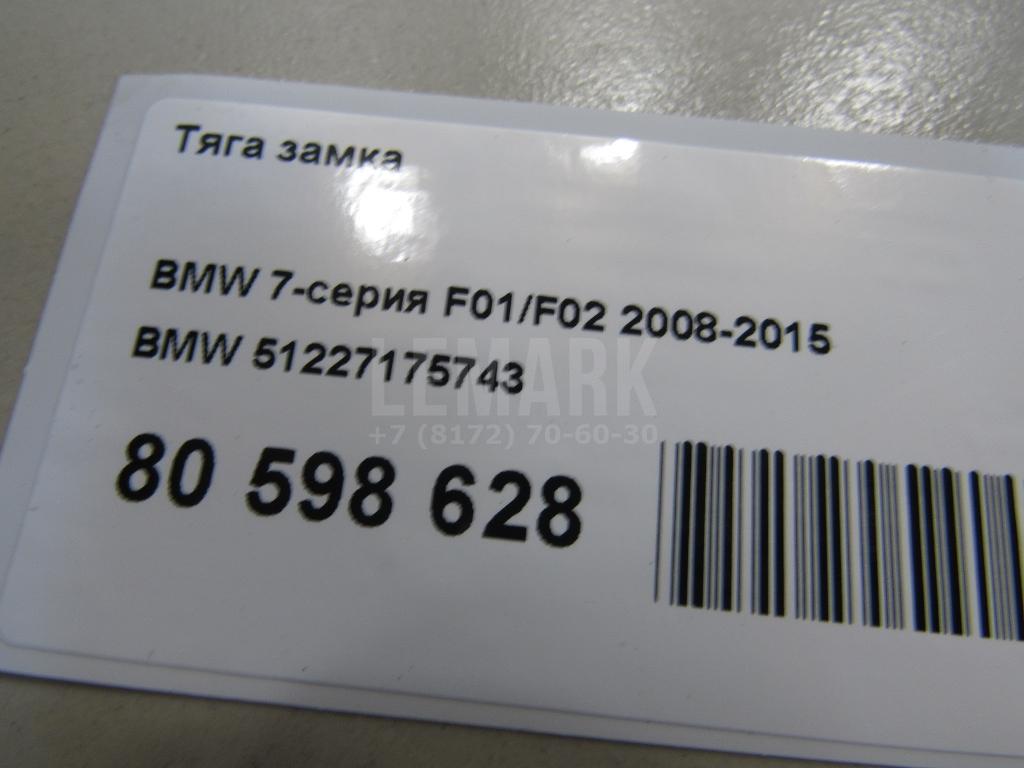 Тяга замка
BMW 7-серия F01/F02 2008-2015
BMW 51227175743
LEMARK
+7 (8172) 70-60-30
80 598 628